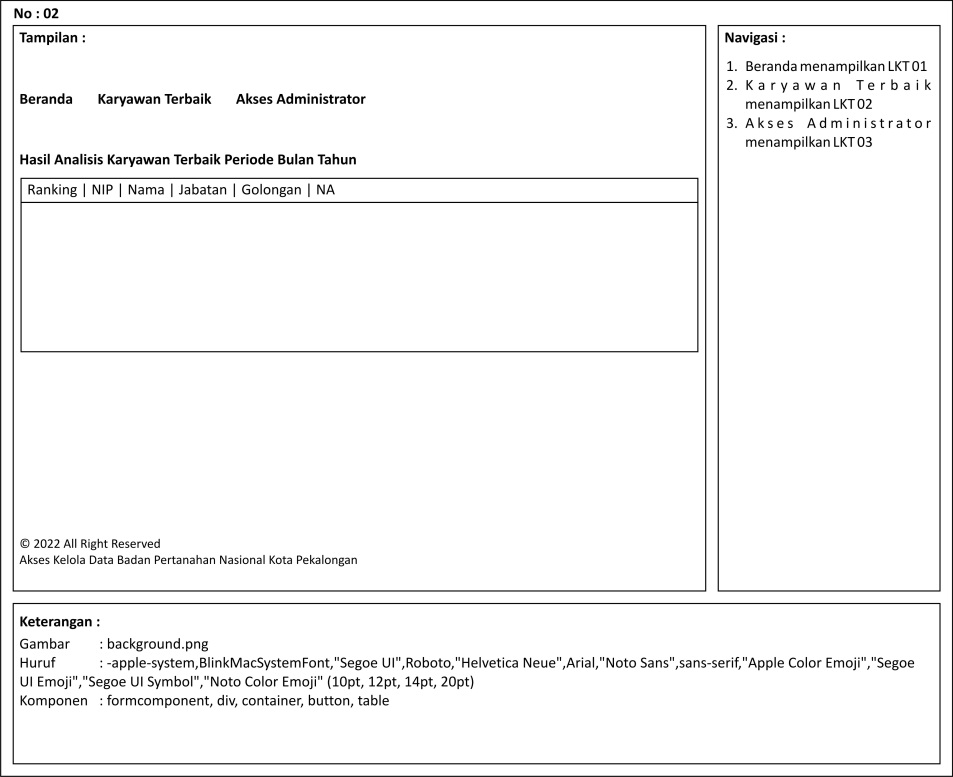 No : 02
Tampilan :
Beranda Karyawan Terbaik Akses Administrator
Hasil Analisis Karyawan Terbaik Periode Bulan Tahun
Ranking | NIP | Nama | Jabatan | Golongan | NA
© 2022 All Right Reserved
Akses Kelola Data Badan Pertanahan Nasional Kota Pekalongan
Navigasi :
1. Beranda menampilkan LKT 01
2. Karyawan Terbaik
menampilkan LKT 02
3. Akses Administrator
menampilkan LKT 03
Keterangan :
Gambar : background.png
Huruf : -apple-system,BlinkMacSystemFont,"Segoe UI",Roboto,"Helvetica Neue",Arial,"Noto Sans",sans-serif,"Apple Color Emoji","Segoe
UI Emoji","Segoe UI Symbol","Noto Color Emoji" (10pt, 12pt, 14pt, 20pt)
Komponen : formcomponent, div, container, button, table